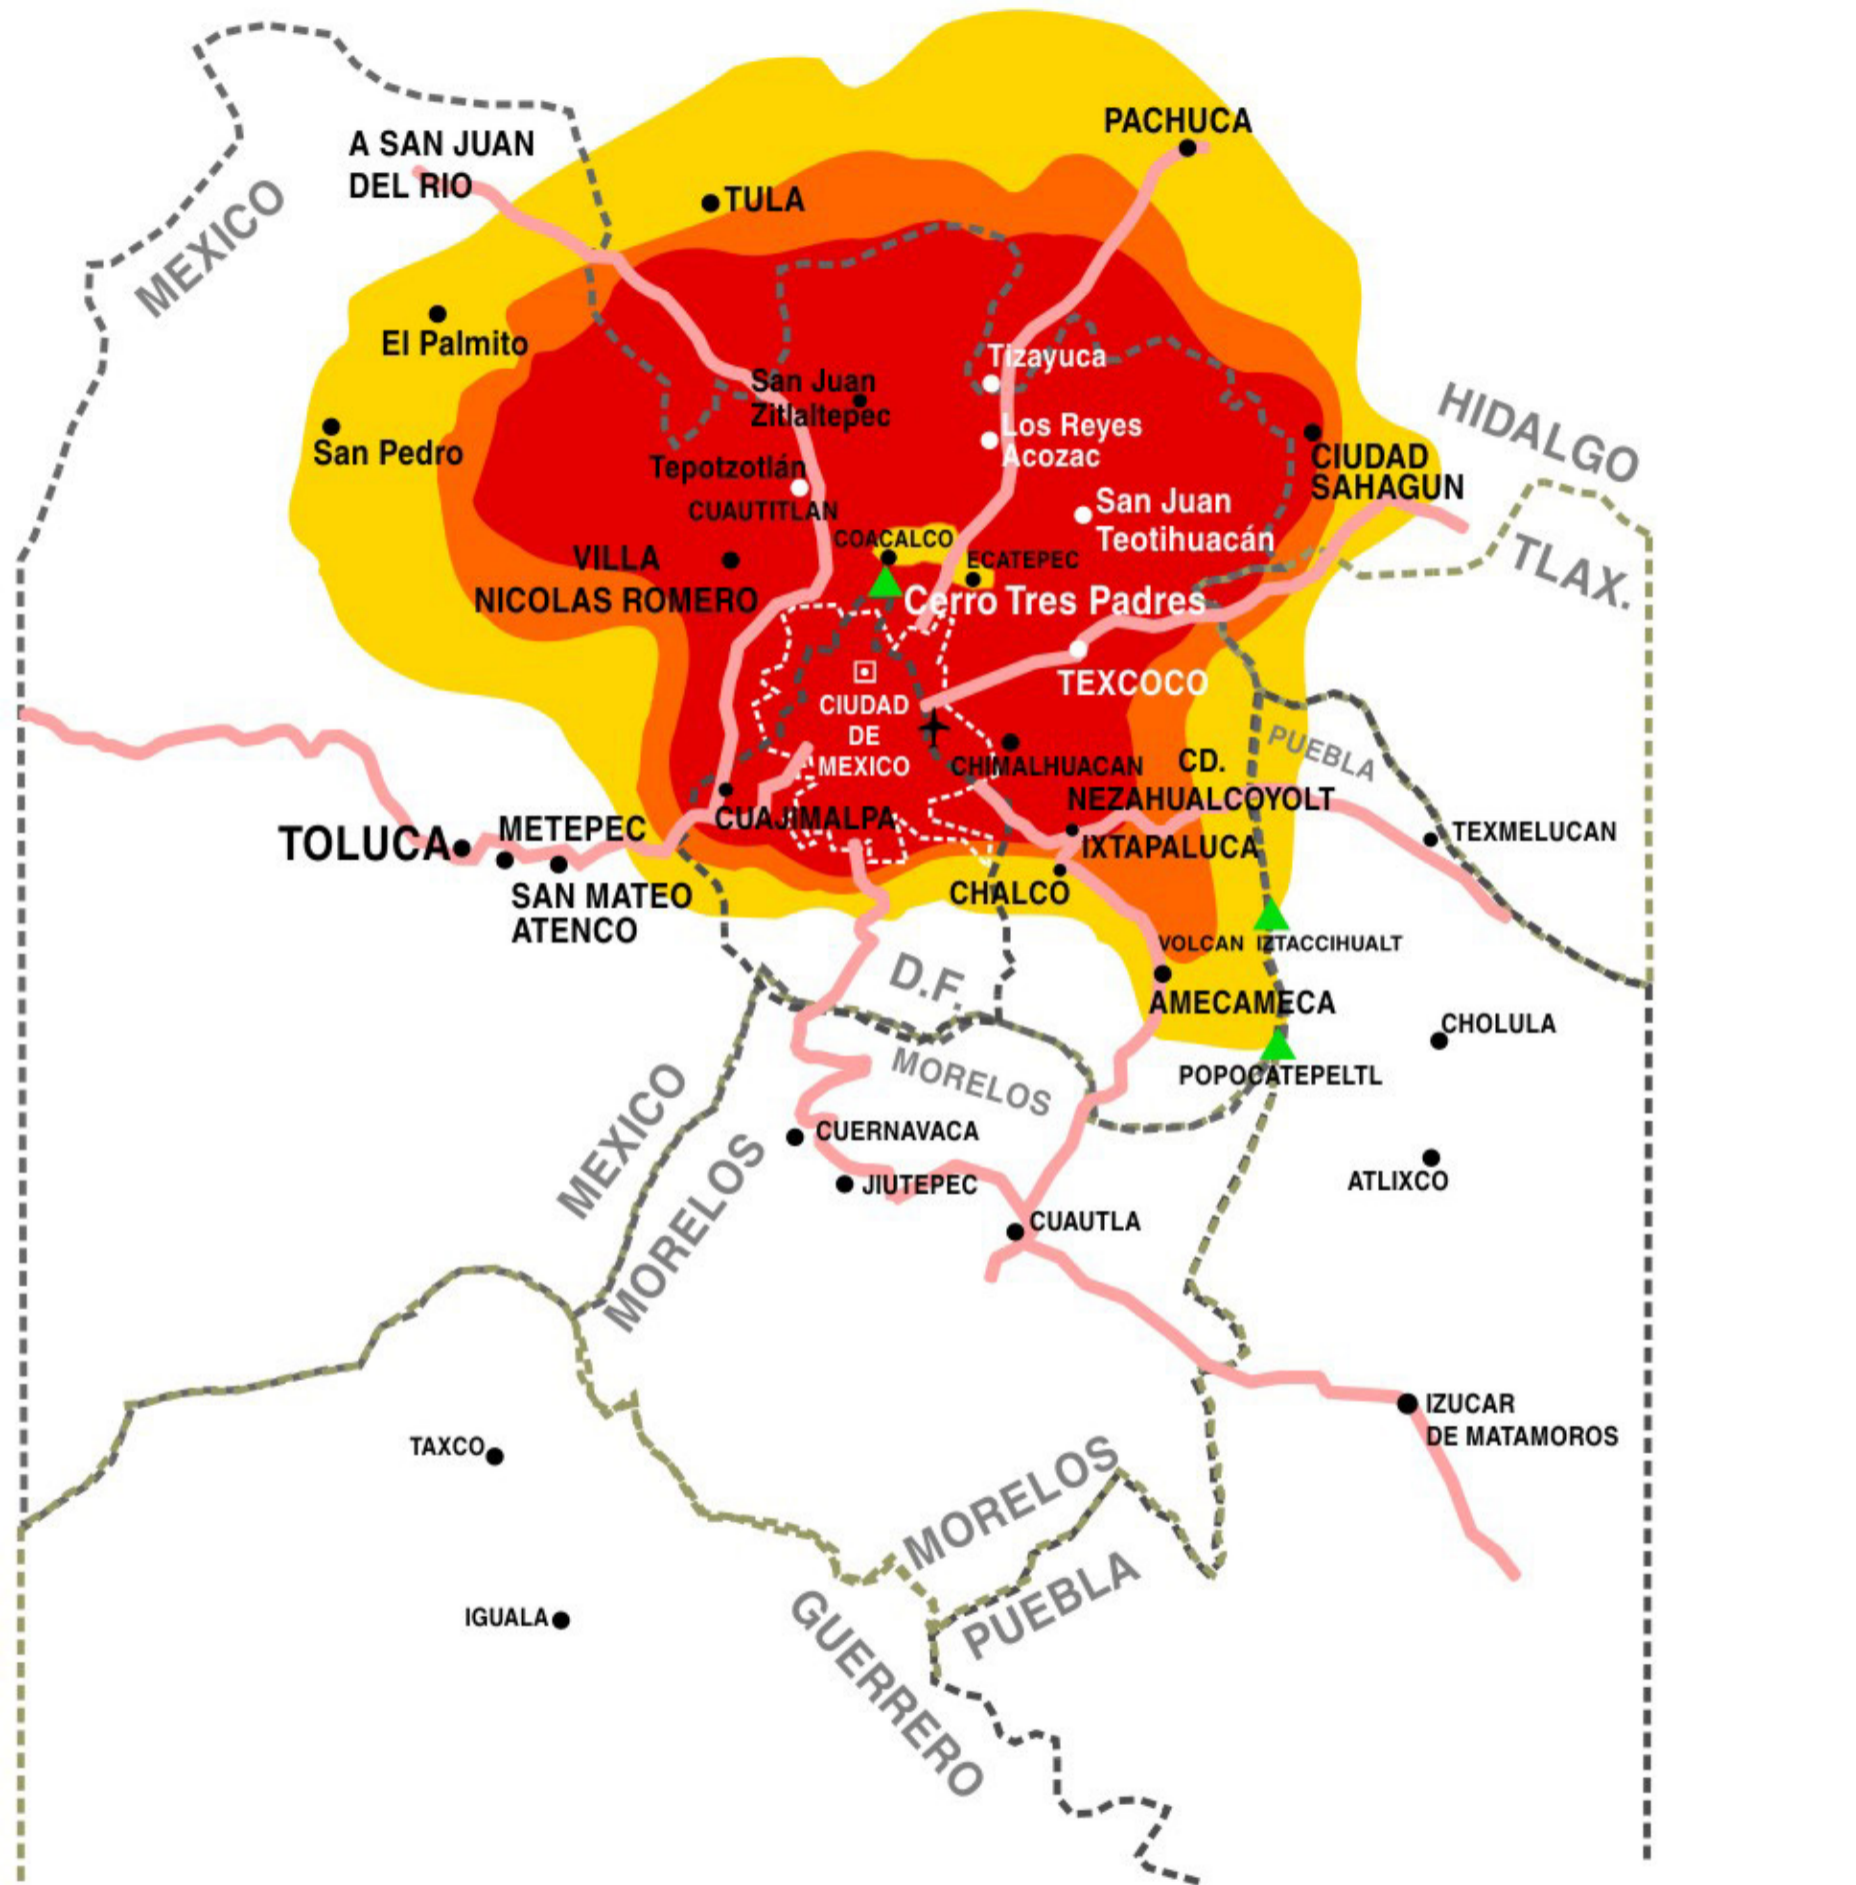 PACHUCA
A SAN JUAN
DEL RIO
TULA
MEXICO
El Palmito
Tizayuca
San Juan
Zitlaltepec
HIDALGO
San Pedro
Los Reyes
Acozac
CIUDAD
SAHAGUN
Tepotzotlán
CUAUTITLAN
San Juan
Teotihuacán
COACALCO
ECATEPEC
TLAX.
VILLA
NICOLAS ROMERO
Cerro Tres Padres
TEXCOCO
CIUDAD
DE
MEXICO
PUEBLA
CHIMALHUACAN
CD.
NEZAHUALCOYOLT
CUAJIMALPA
TOLUCA
METEPEC
TEXMELUCAN
IXTAPALUCA
SAN MATEO
ATENCO
CHALCO
VOLCAN IZTACCIHUALT
D.F.
AMECAMECA
CHOLULA
MORELOS
POPOCATEPELTL
MEXICO
MORELOS
CUERNAVACA
JIUTEPEC
ATLIXCO
CUAUTLA
IZUCAR
DE MATAMOROS
TAXCO
MORELOS
PUEBLA
IGUALA
GUERRERO